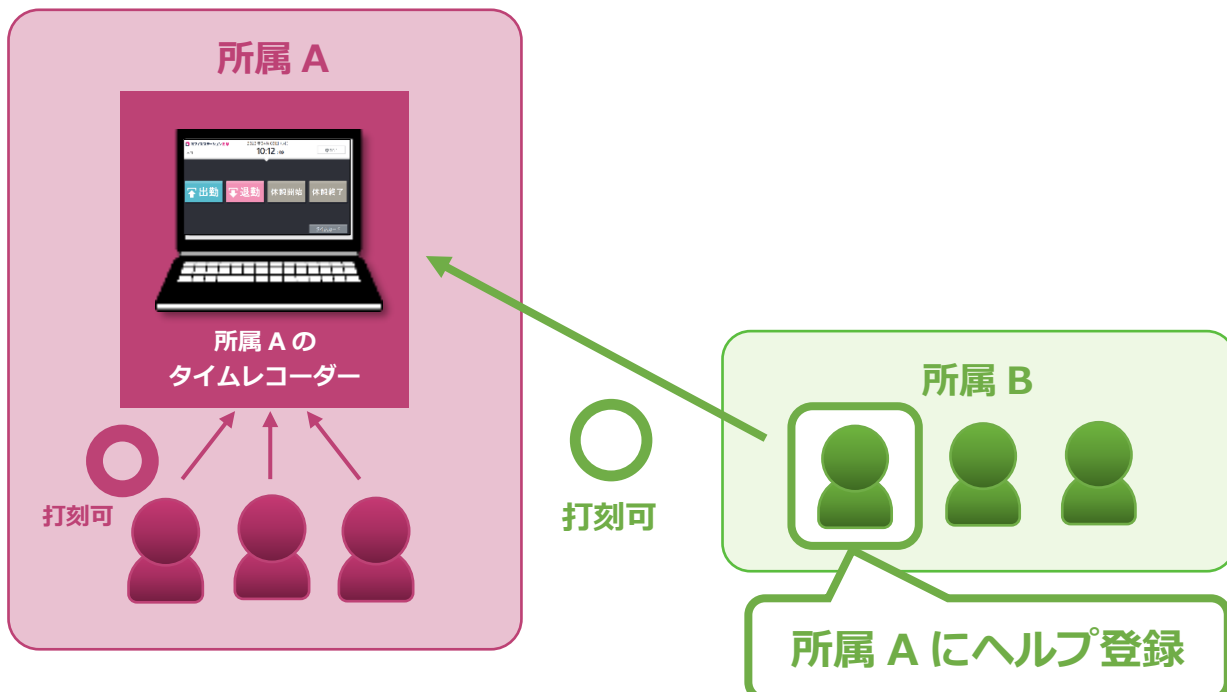 所属 A
10:12
出勤
退勤
休憩開始
休憩終了
所属 A の
タイムレコーダー
打刻可
打刻可
所属 B
所属 A にヘルプ登録